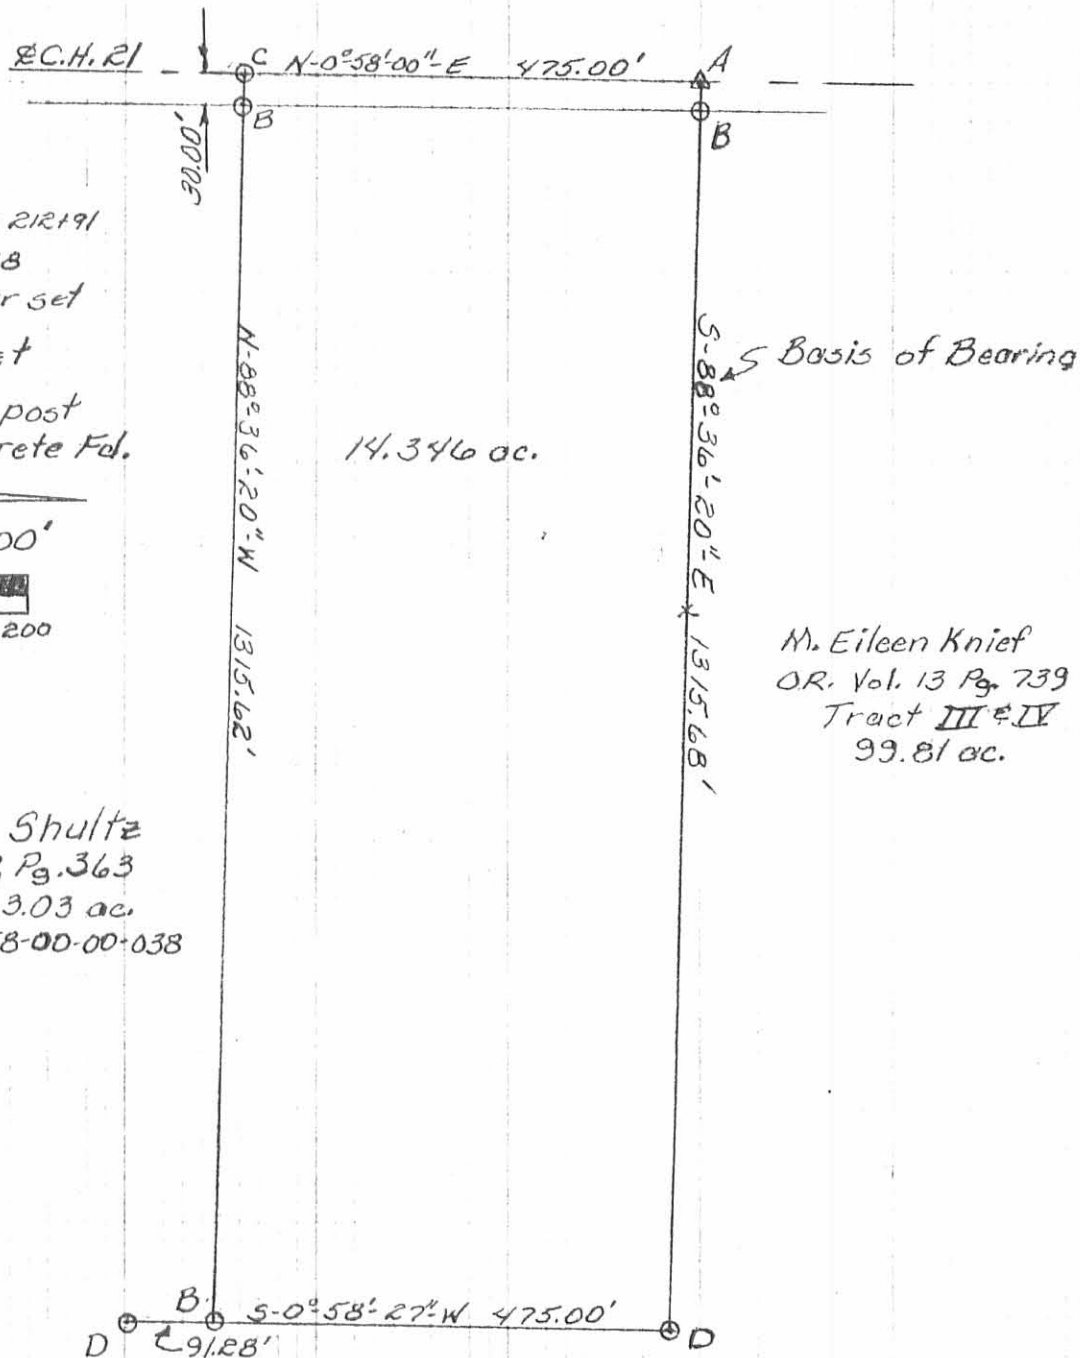 ℄ C.H. 21
C N-0°-58'-00"-E 475.00' A
B B
30.00'
212+91
8
r set
et
post
rete Fd.
00'
200
N-88°-36'-20"-W 1315.62'
14.346 ac.
S-88°-36'-20"-E 1315.68'
Basis of Bearing
M. Eileen Knief
O.R. Vol. 13 Pg. 739
Tract III & IV
99.81 ac.
Shultz
Pg. 363
3.03 ac.
8-00-00-038
B S-0°-58'-27"-W 475.00'
D 91.28' D